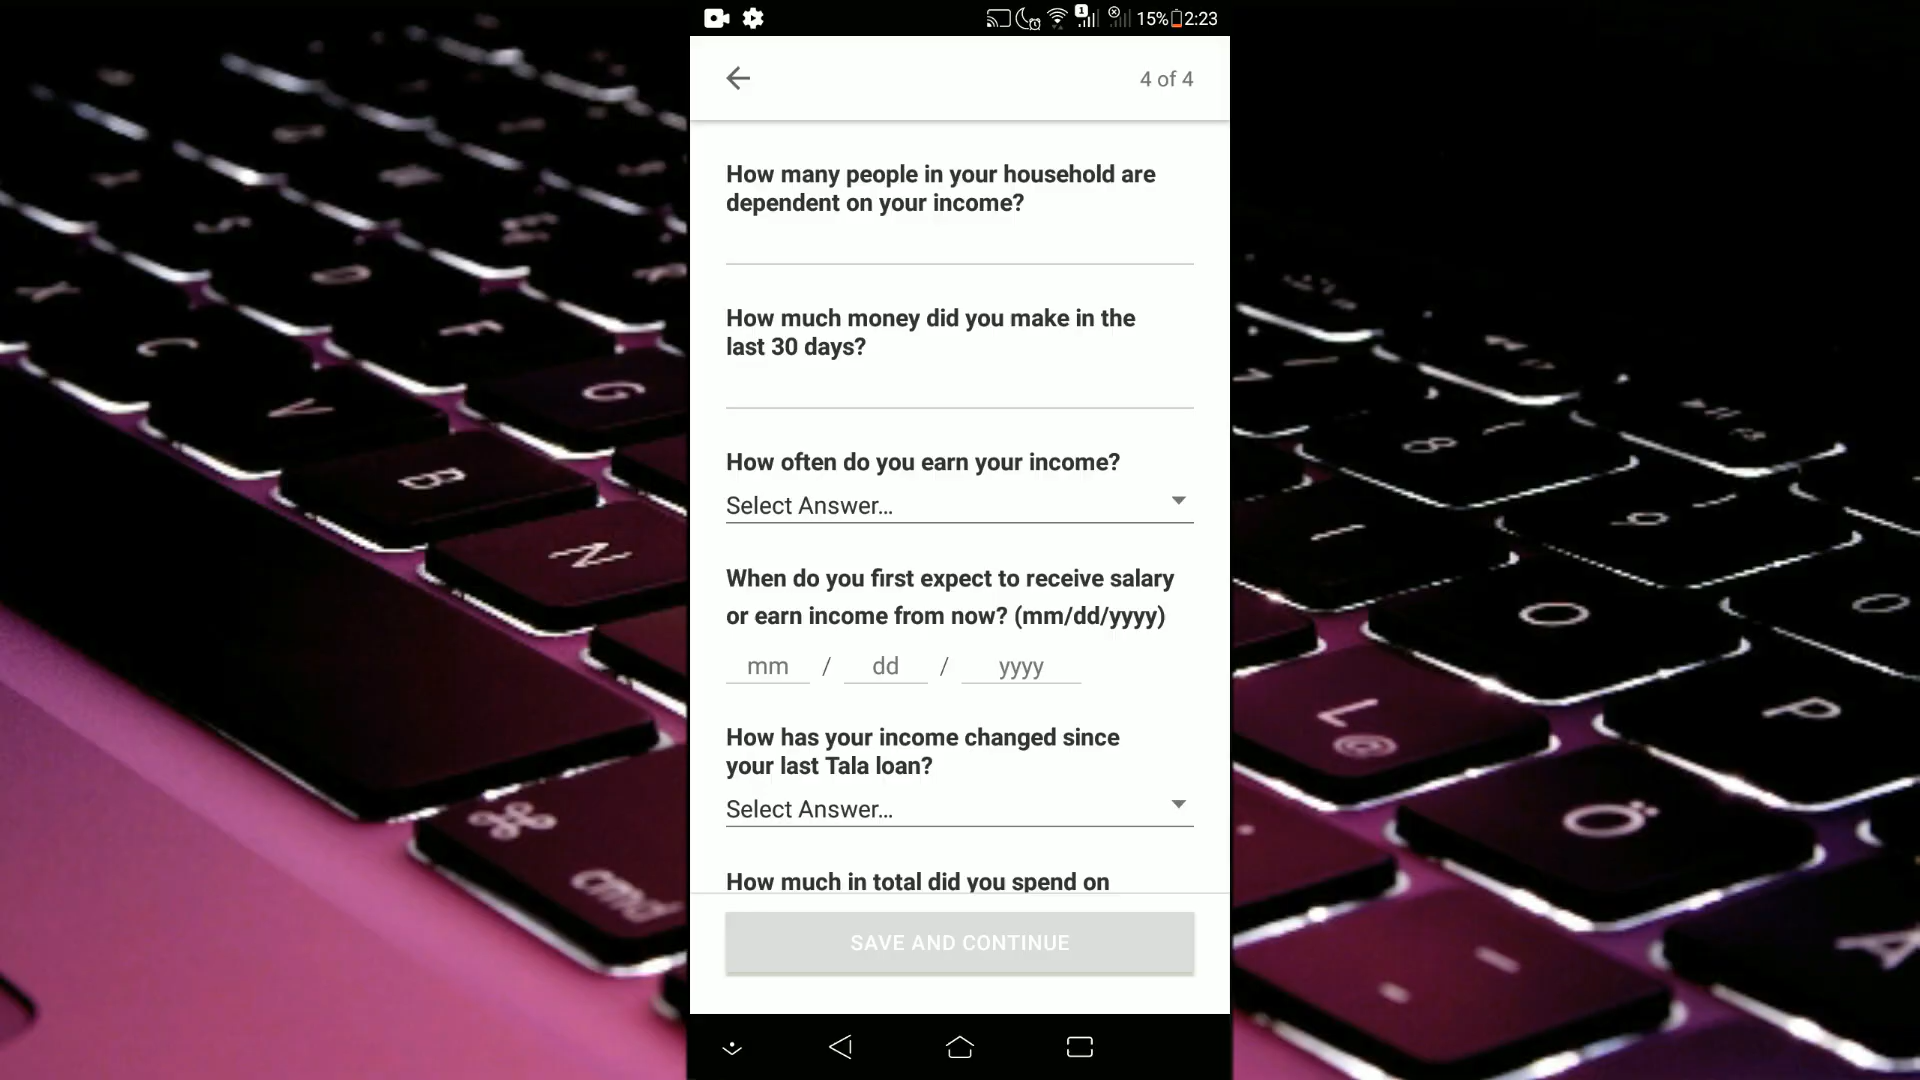 1
15% 2:23
4 of 4
How many people in your household are
dependent on your income?
How much money did you make in the
last 30 days?
How often do you earn your income?
Select Answer...
When do you first expect to receive salary
or earn income from now? (mm/dd/yyyy)
mm / dd / yyyy
How has your income changed since
your last Tala loan?
Select Answer...
How much in total did you spend on
SAVE AND CONTINUE
S
D
X
C
F
V
G
B
N
cmd
8
9
O
L
@
P
Ö
Ä